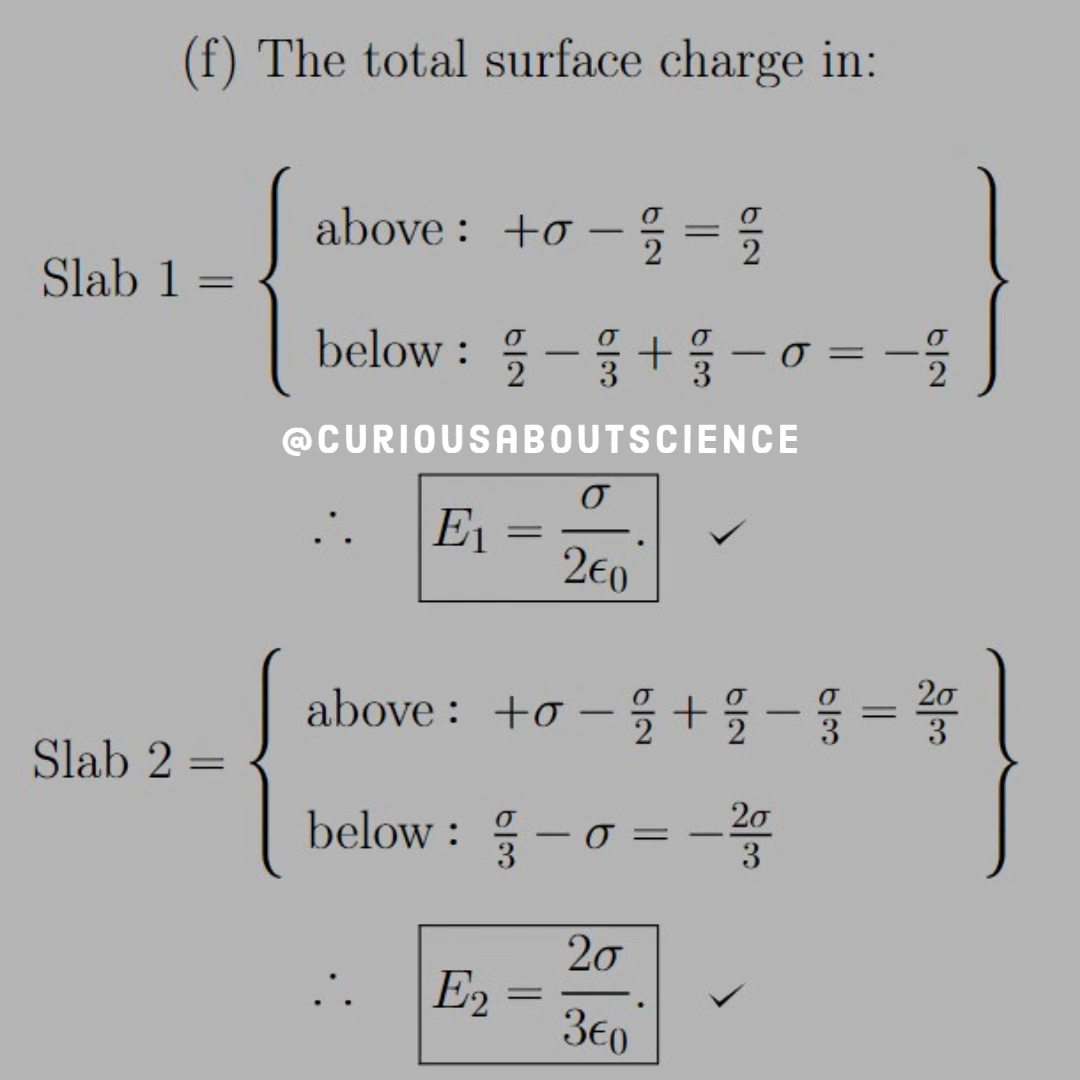 (f) The total surface charge in:
Slab 1 = { above : +σ − σ/2 = σ/2
below : σ/2 − σ/3 + σ/3 − σ = −σ/2 }
@CURIOUSABOUTSCIENCE
∴ E₁ = σ/2ϵ₀. ✓
Slab 2 = { above : +σ − σ/2 + σ/2 − σ/3 = 2σ/3
below : σ/3 − σ = −2σ/3 }
∴ E₂ = 2σ/3ϵ₀. ✓